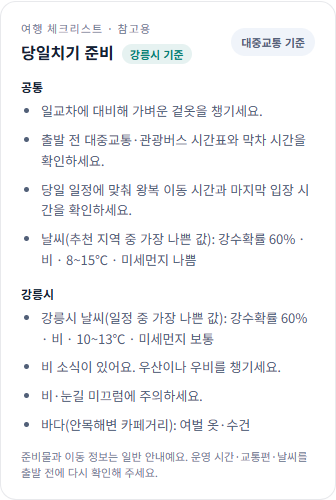 여행 체크리스트 · 참고용
당일치기 준비 강릉시 기준
대중교통 기준
공통
• 일교차에 대비해 가벼운 겉옷을 챙기세요.
• 출발 전 대중교통·관광버스 시간표와 막차 시간을
확인하세요.
• 당일 일정에 맞춰 왕복 이동 시간과 마지막 입장 시
간을 확인하세요.
• 날씨(추천 지역 중 가장 나쁜 값): 강수확률 60% ·
비 · 8~15℃ · 미세먼지 나쁨
강릉시
• 강릉시 날씨(일정 중 가장 나쁜 값): 강수확률 60%
· 비 · 10~13℃ · 미세먼지 보통
• 비 소식이 있어요. 우산이나 우비를 챙기세요.
• 비·눈길 미끄럼에 주의하세요.
• 바다(안목해변 카페거리): 여벌 옷·수건
준비물과 이동 정보는 일반 안내예요. 운영 시간·교통편·날씨를
출발 전에 다시 확인해 주세요.